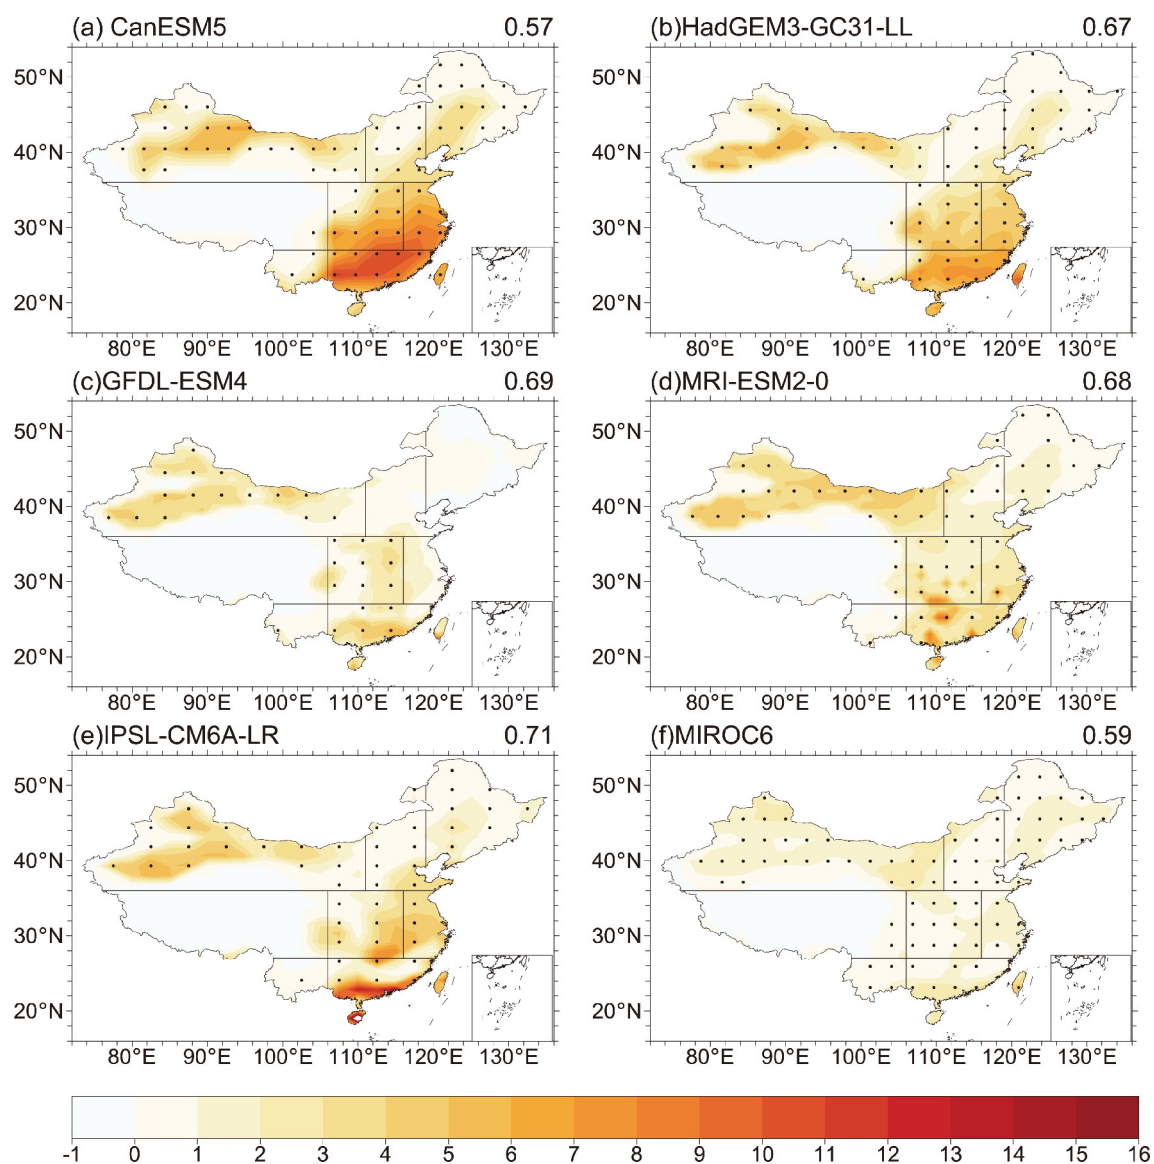 (a) CanESM5 0.57 (b)HadGEM3-GC31-LL 0.67
50°N 50°N
40°N 40°N
30°N 30°N
20°N 20°N
80°E 90°E 100°E 110°E 120°E 130°E 80°E 90°E 100°E 110°E 120°E 130°E
(c)GFDL-ESM4 0.69 (d)MRI-ESM2-0 0.68
50°N 50°N
40°N 40°N
30°N 30°N
20°N 20°N
80°E 90°E 100°E 110°E 120°E 130°E 80°E 90°E 100°E 110°E 120°E 130°E
(e)IPSL-CM6A-LR 0.71 (f)MIROC6 0.59
50°N 50°N
40°N 40°N
30°N 30°N
20°N 20°N
80°E 90°E 100°E 110°E 120°E 130°E 80°E 90°E 100°E 110°E 120°E 130°E
-1 0 1 2 3 4 5 6 7 8 9 10 11 12 13 14 15 16